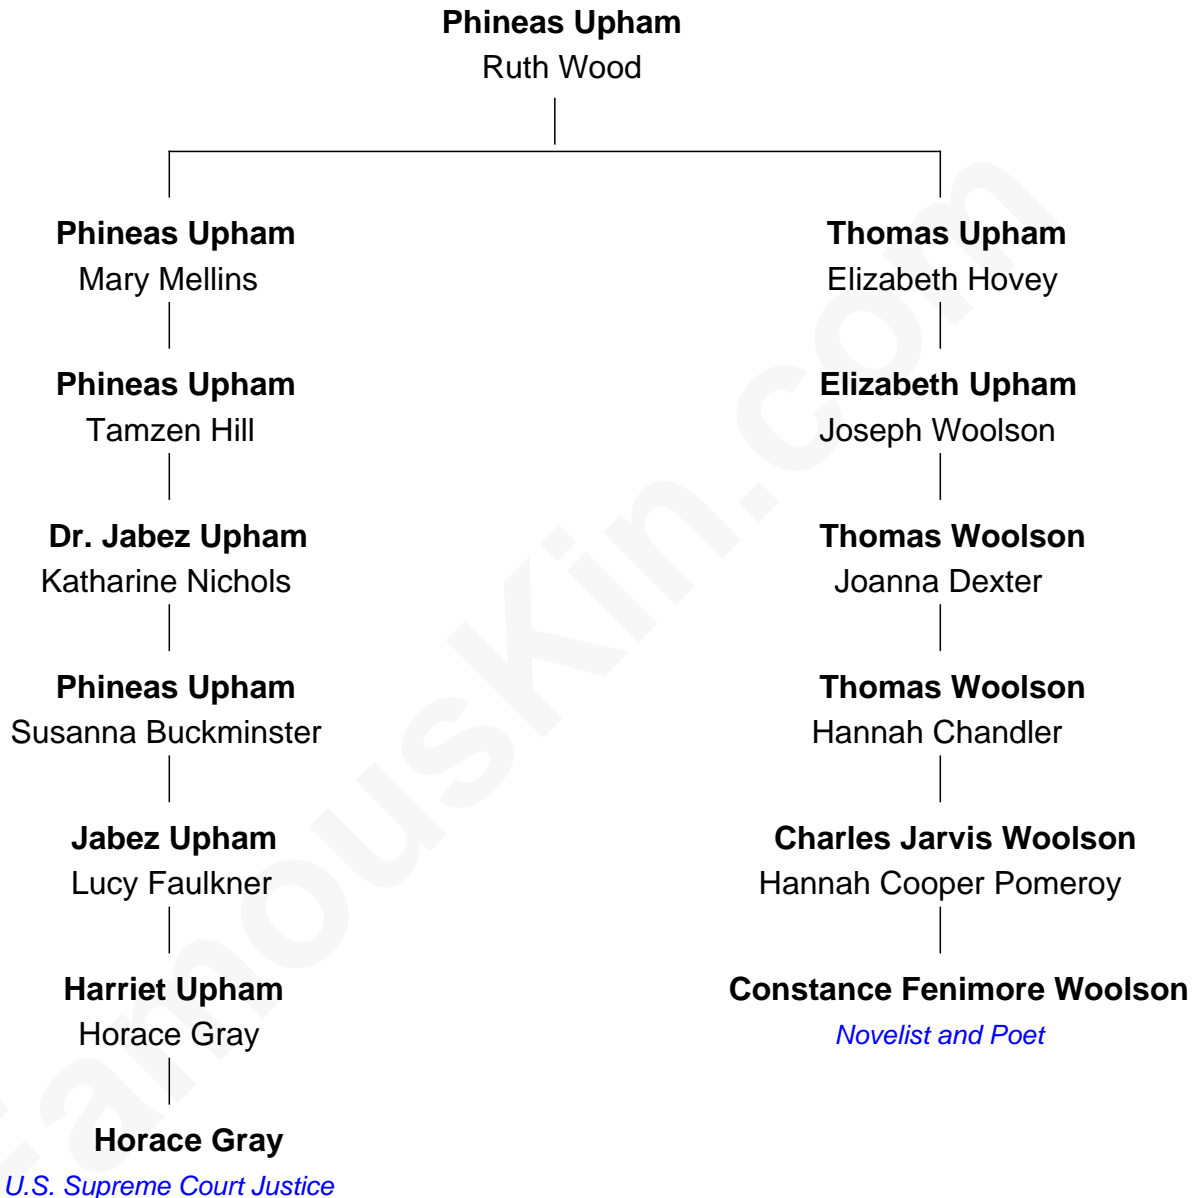 Phineas Upham
Ruth Wood
Phineas Upham
Mary Mellins
Thomas Upham
Elizabeth Hovey
Phineas Upham
Tamzen Hill
Elizabeth Upham
Joseph Woolson
Dr. Jabez Upham
Katharine Nichols
Thomas Woolson
Joanna Dexter
Phineas Upham
Susanna Buckminster
Thomas Woolson
Hannah Chandler
Jabez Upham
Lucy Faulkner
Charles Jarvis Woolson
Hannah Cooper Pomeroy
Harriet Upham
Horace Gray
Constance Fenimore Woolson
Novelist and Poet
Horace Gray
U.S. Supreme Court Justice
FamousKin.com